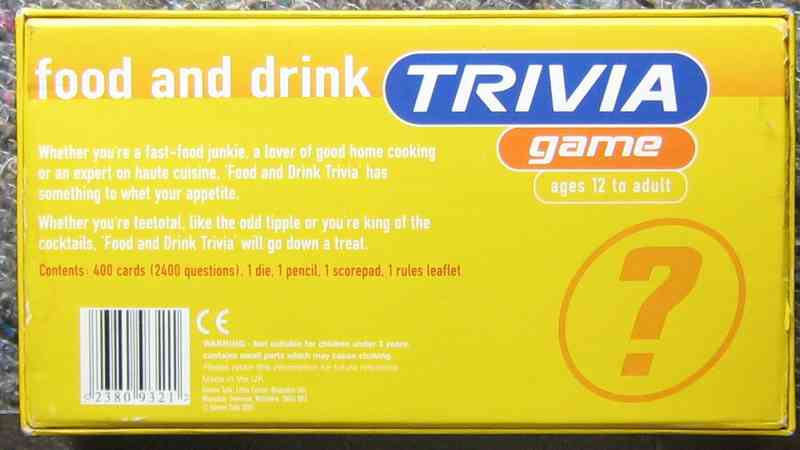 food and drink TRIVIA
game
ages 12 to adult
Whether you're a fast-food junkie, a lover of good home cooking
or an expert on haute cuisine, 'Food and Drink Trivia' has
something to whet your appetite.
Whether you're teetotal, like the odd tipple or you're king of the
cocktails, 'Food and Drink Trivia' will go down a treat.
Contents: 400 cards (2400 questions), 1 die, 1 pencil, 1 scorepad, 1 rules leaflet
?
CE
WARNING - Not suitable for children under 3 years,
contains small parts which may cause choking.
Please retain this information for future reference
Made in the UK
23809321